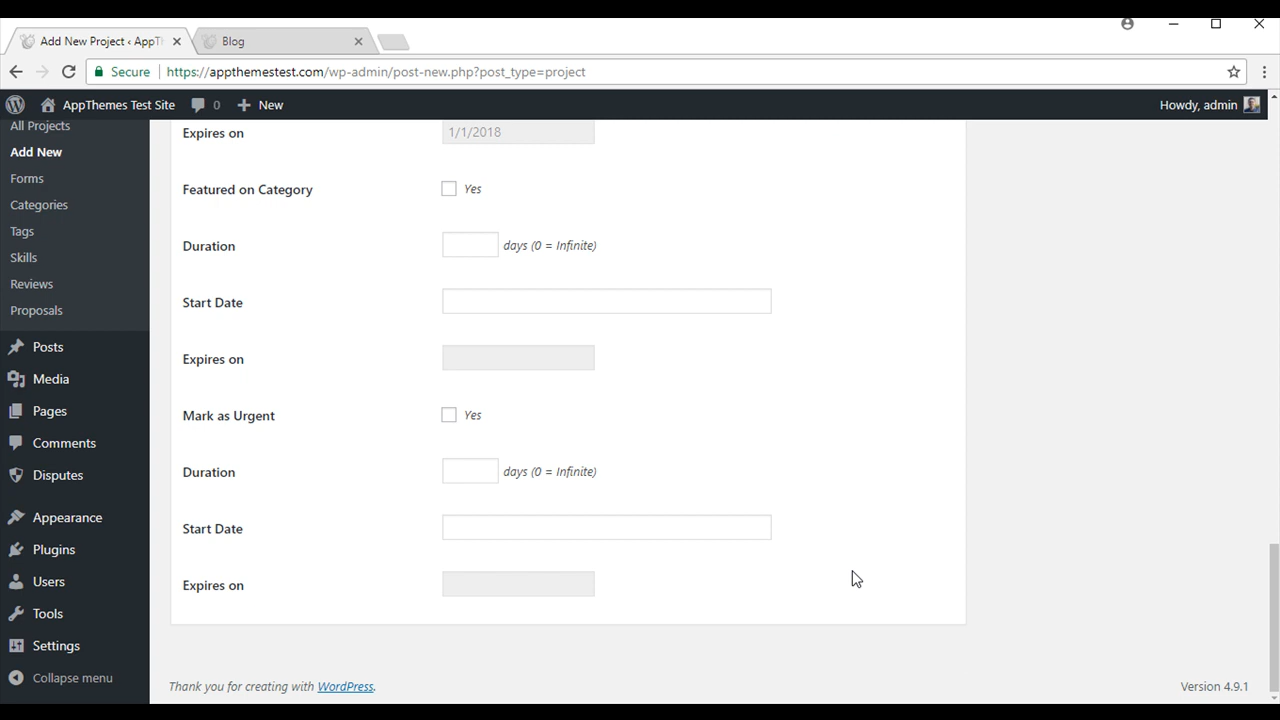 Add New Project ‹ AppTh
Blog
Secure
https://appthemestest.com/wp-admin/post-new.php?post_type=project
AppThemes Test Site
0
New
Howdy, admin
All Projects
Add New
Forms
Categories
Tags
Skills
Reviews
Proposals
Posts
Media
Pages
Comments
Disputes
Appearance
Plugins
Users
Tools
Settings
Collapse menu
Expires on
1/1/2018
Featured on Category
Yes
Duration
days (0 = Infinite)
Start Date
Expires on
Mark as Urgent
Yes
Duration
days (0 = Infinite)
Start Date
Expires on
Thank you for creating with WordPress.
Version 4.9.1